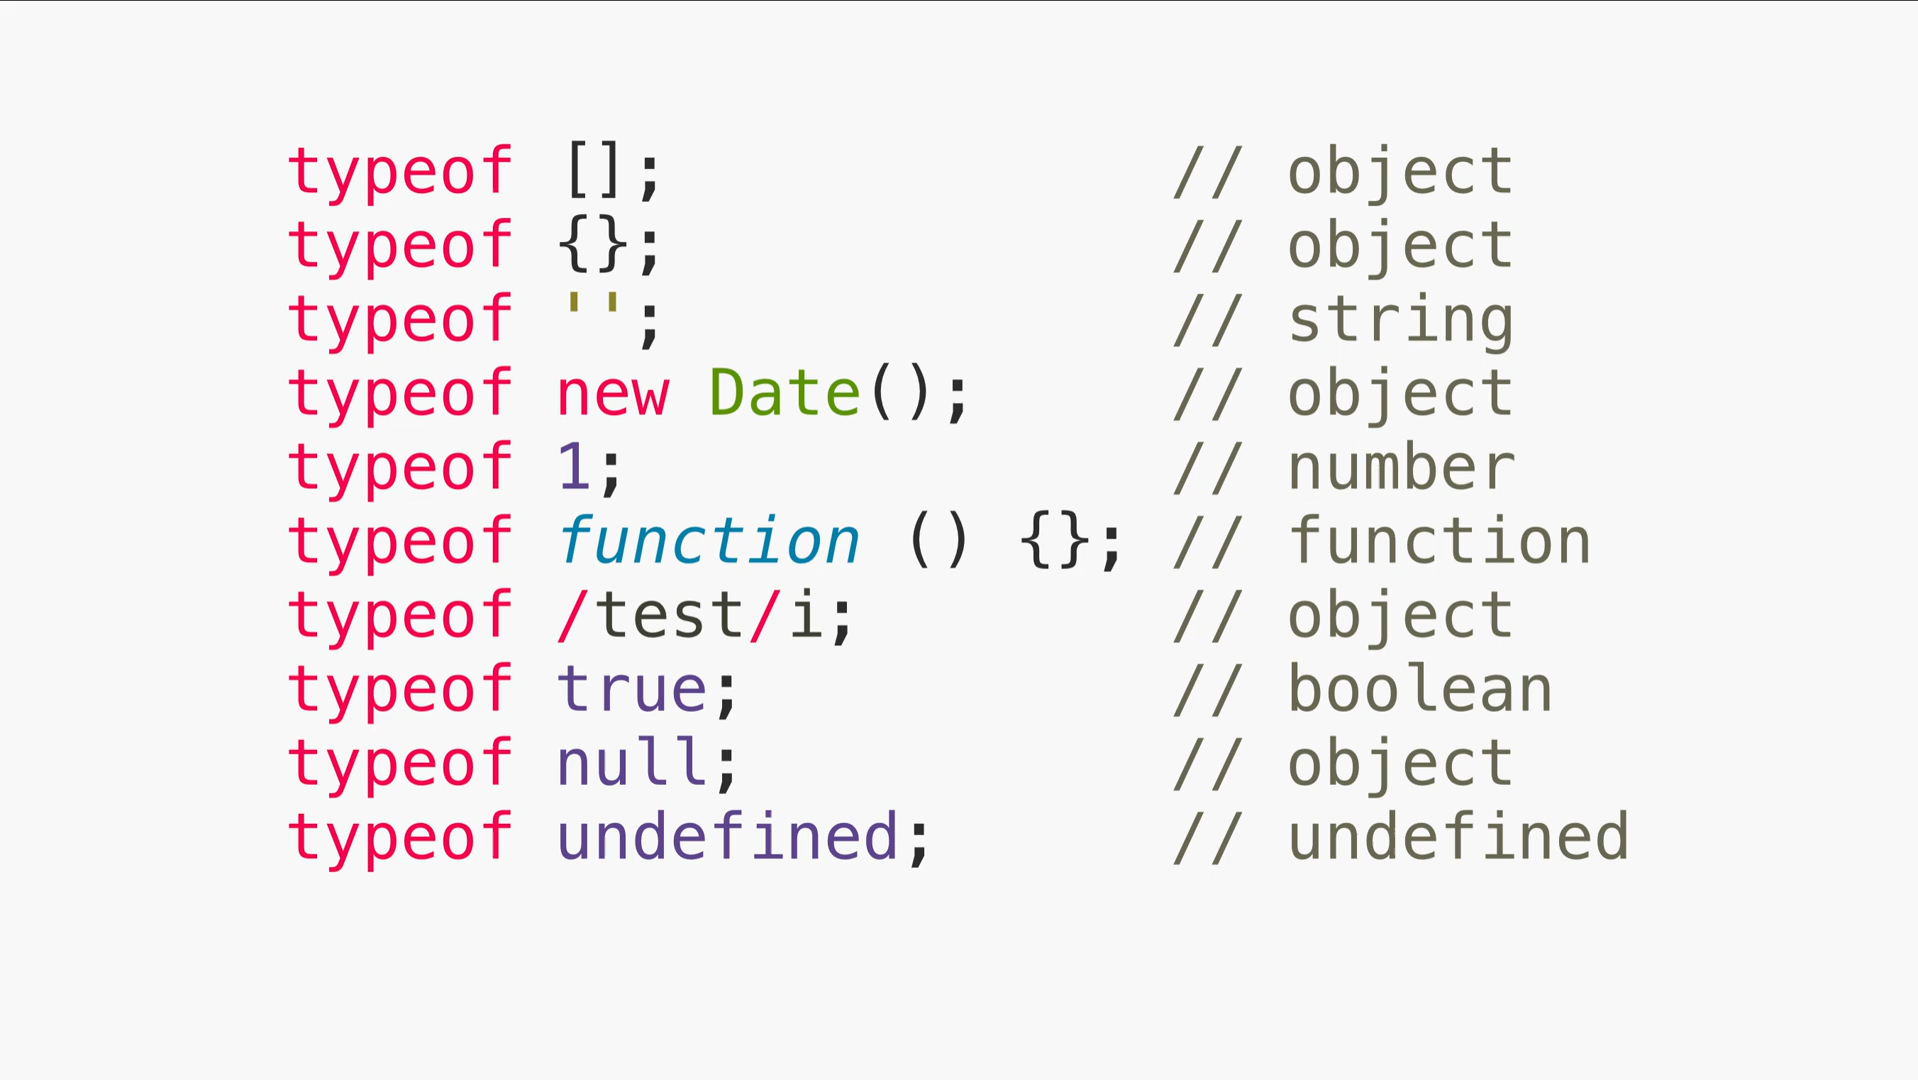 typeof []; // object
typeof {}; // object
typeof ''; // string
typeof new Date(); // object
typeof 1; // number
typeof function () {}; // function
typeof /test/i; // object
typeof true; // boolean
typeof null; // object
typeof undefined; // undefined